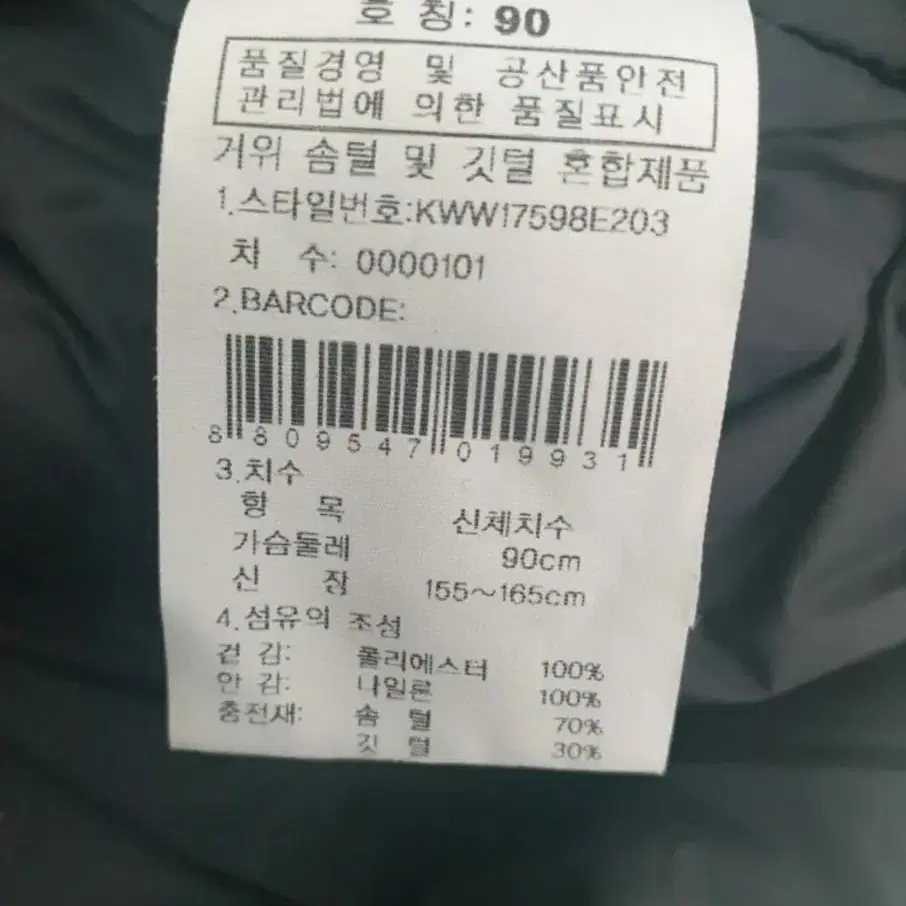 호 칭: 90
품질경영 및 공산품안전
관리법에 의한 품질표시
거위 솜털 및 깃털 혼합제품
1.스타일번호:KWW17598E203
차 수: 0000101
2.BARCODE:
8 809547 019931
3.치수
항 목 신체치수
가슴둘레 90cm
신 장 155~165cm
4.섬유의 조성
겉 감: 폴리에스터 100%
안 감: 나일론 100%
충전재: 솜 털 70%
깃 털 30%